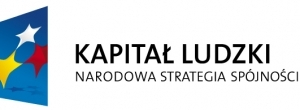 KAPITAŁ LUDZKI
NARODOWA STRATEGIA SPÓJNOŚCI